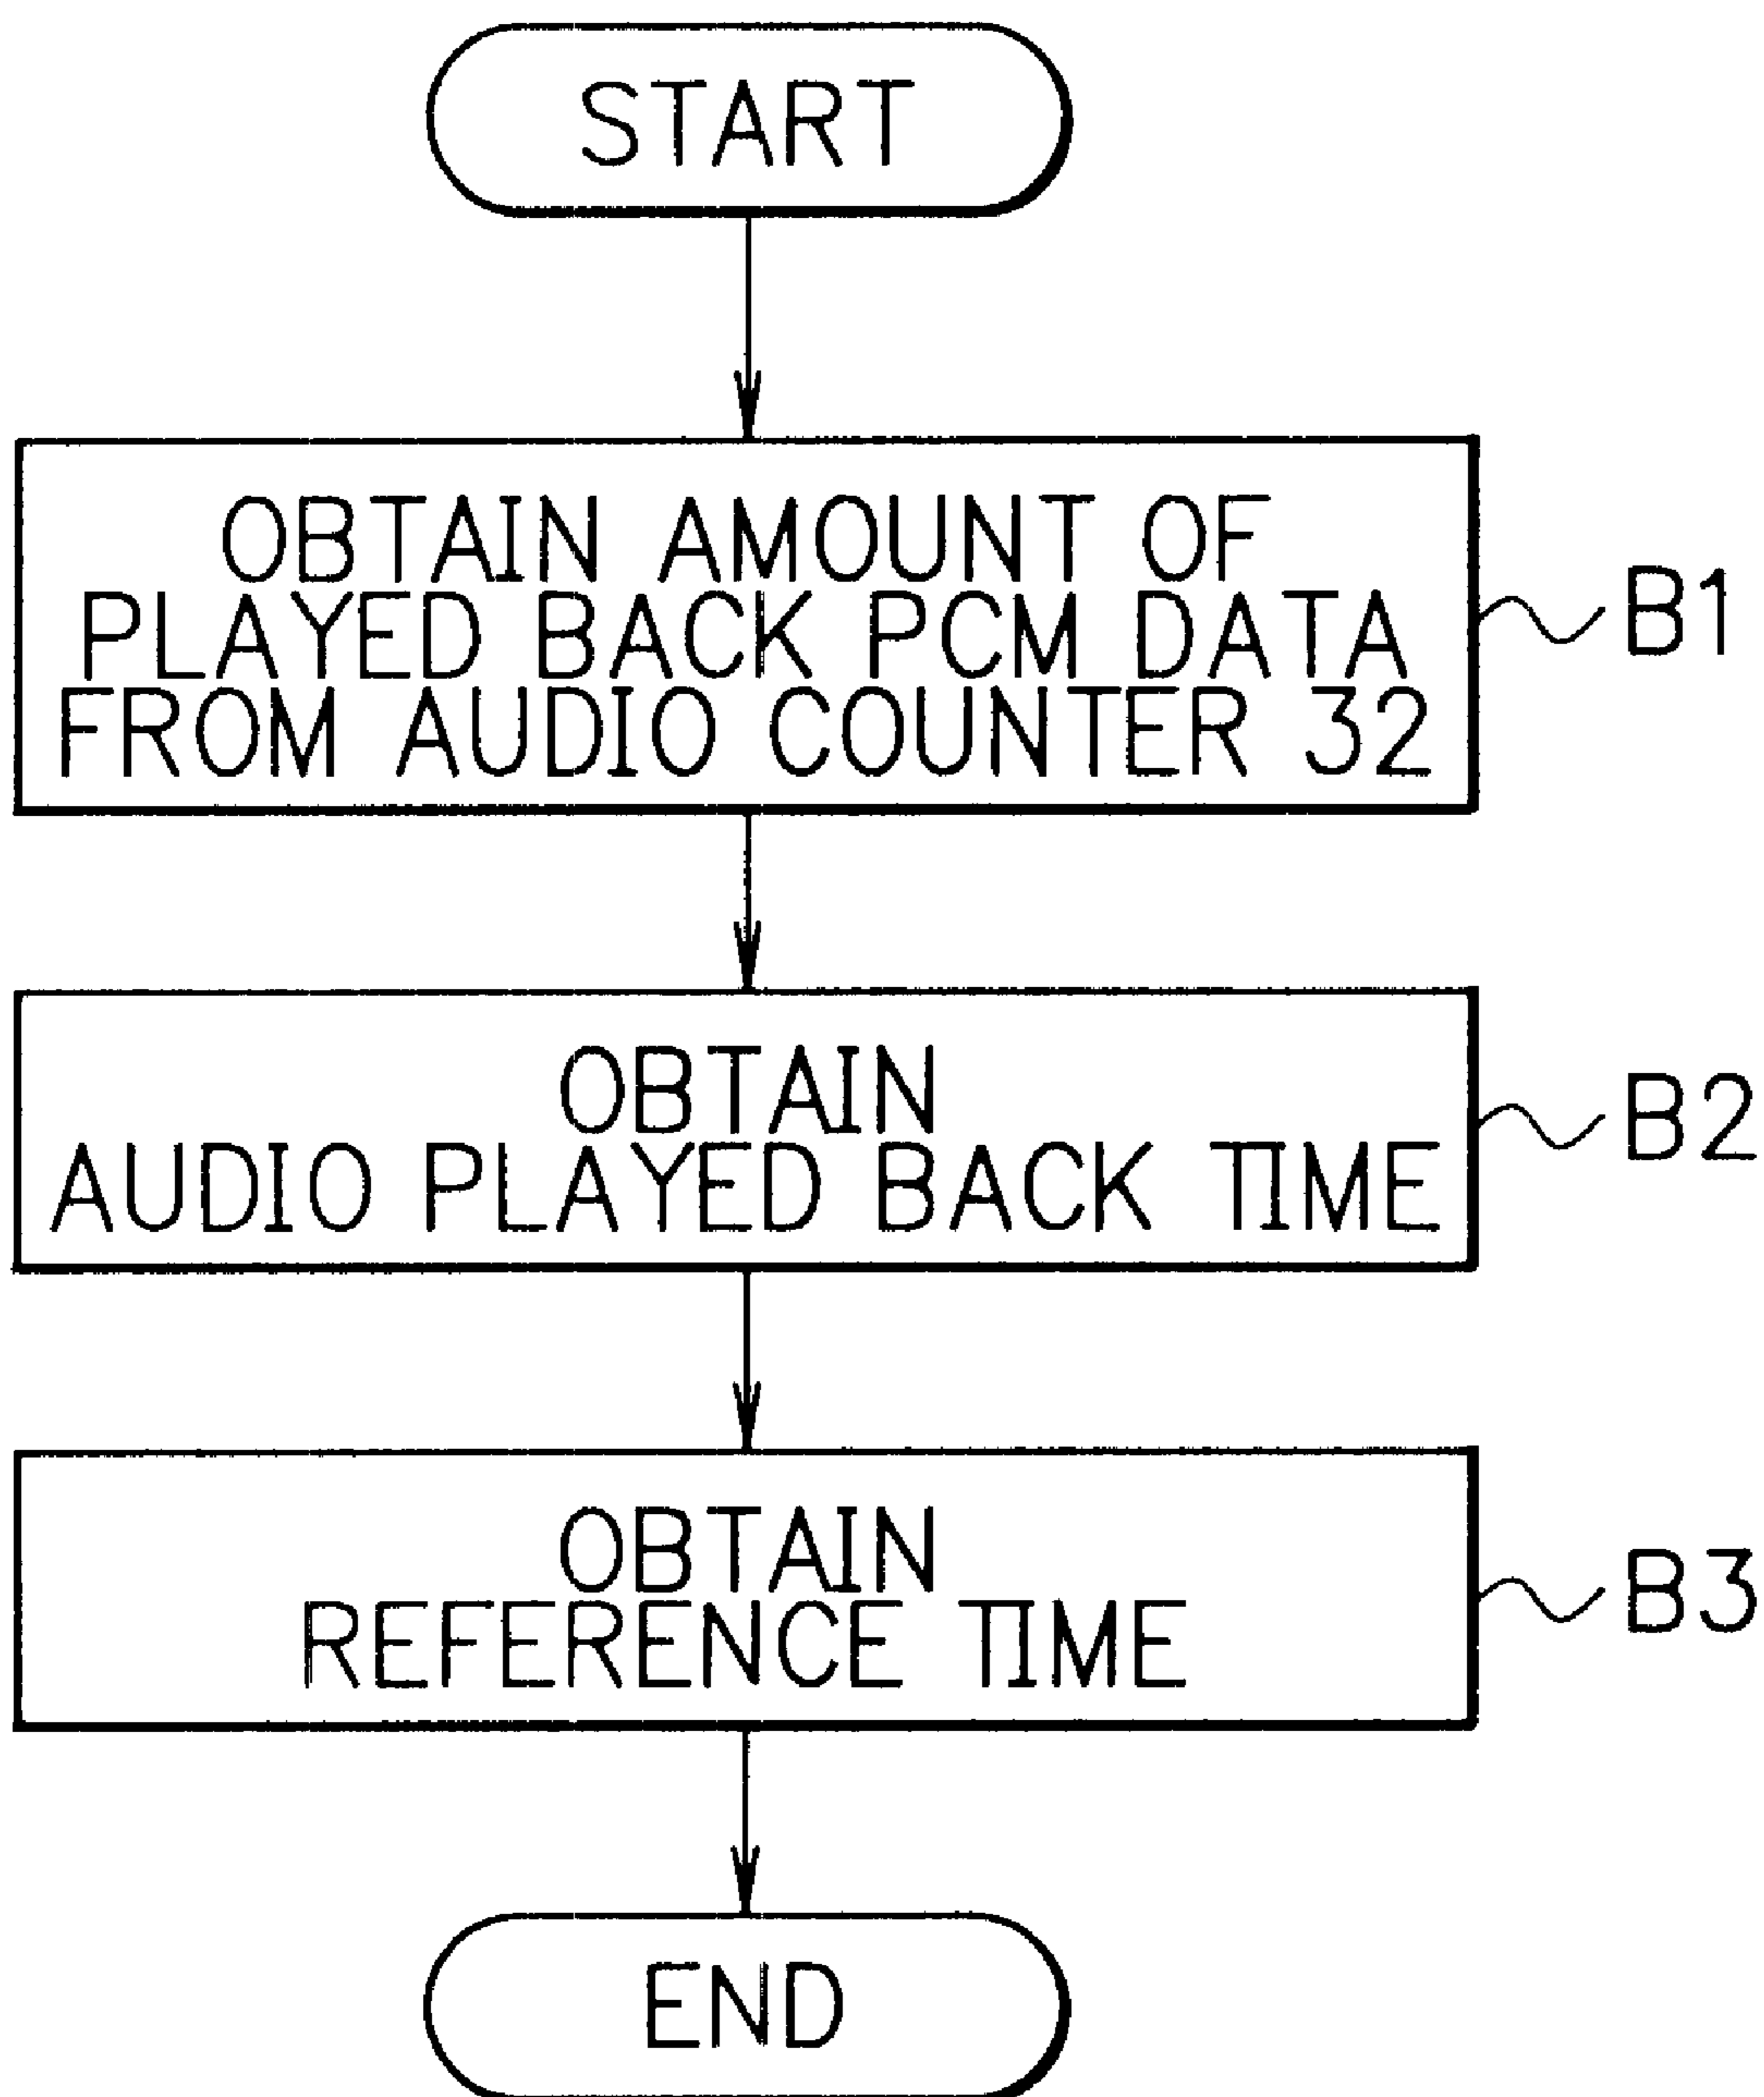 START
OBTAIN AMOUNT OF
PLAYED BACK PCM DATA
FROM AUDIO COUNTER 32
B1
OBTAIN
AUDIO PLAYED BACK TIME
B2
OBTAIN
REFERENCE TIME
B3
END